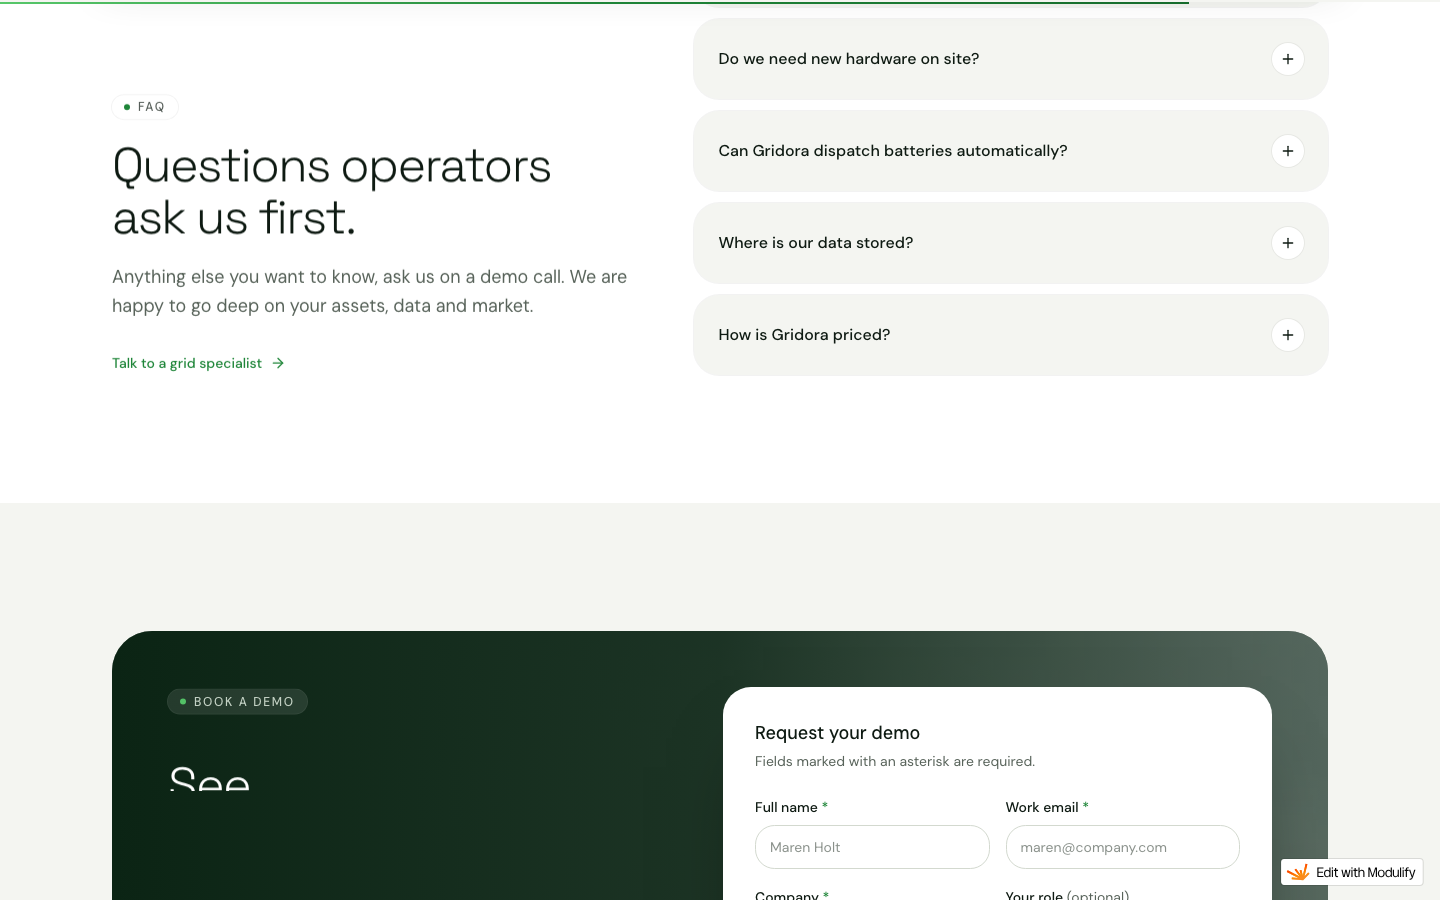 FAQ
Questions operators
ask us first.
Anything else you want to know, ask us on a demo call. We are
happy to go deep on your assets, data and market.
Talk to a grid specialist
Do we need new hardware on site?
Can Gridora dispatch batteries automatically?
Where is our data stored?
How is Gridora priced?
BOOK A DEMO
See
Request your demo
Fields marked with an asterisk are required.
Full name *
Work email *
Maren Holt
maren@company.com
Company *
Your role (optional)
Edit with Modulify